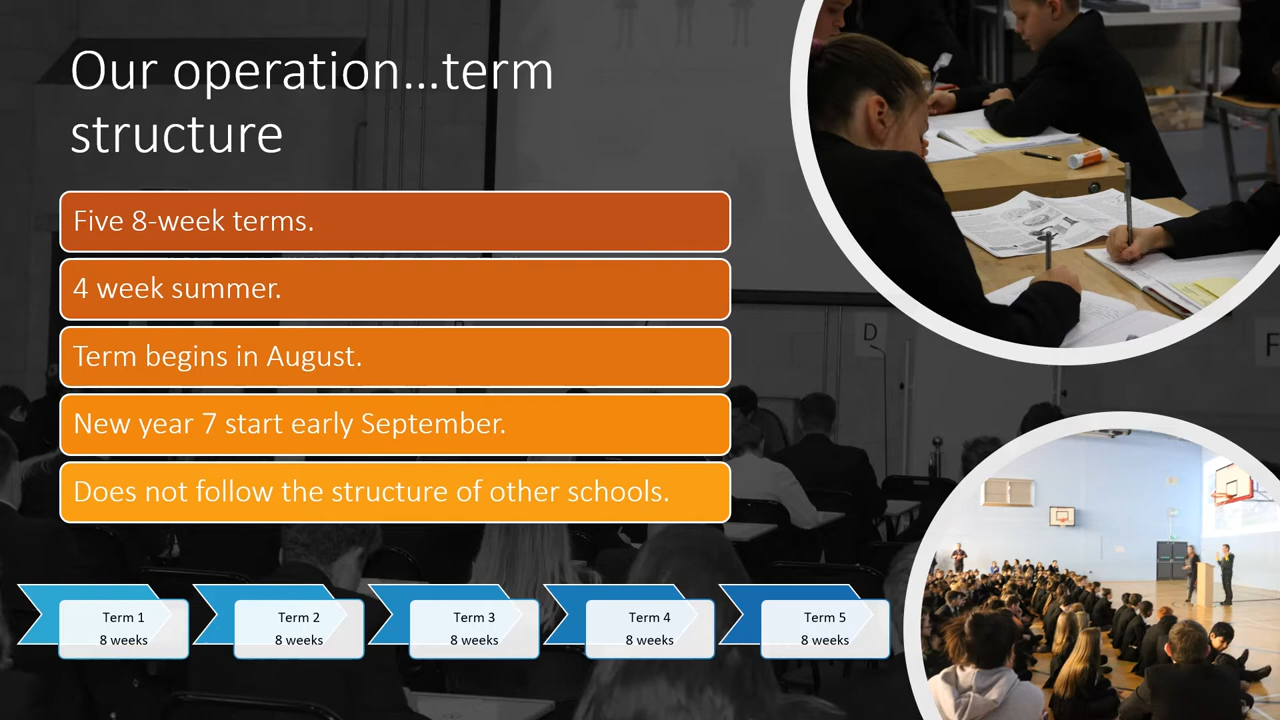 Our operation...term
structure
Five 8-week terms.
4 week summer.
Term begins in August.
New year 7 start early September.
Does not follow the structure of other schools.
D
F
Term 1
8 weeks
Term 2
8 weeks
Term 3
8 weeks
Term 4
8 weeks
Term 5
8 weeks